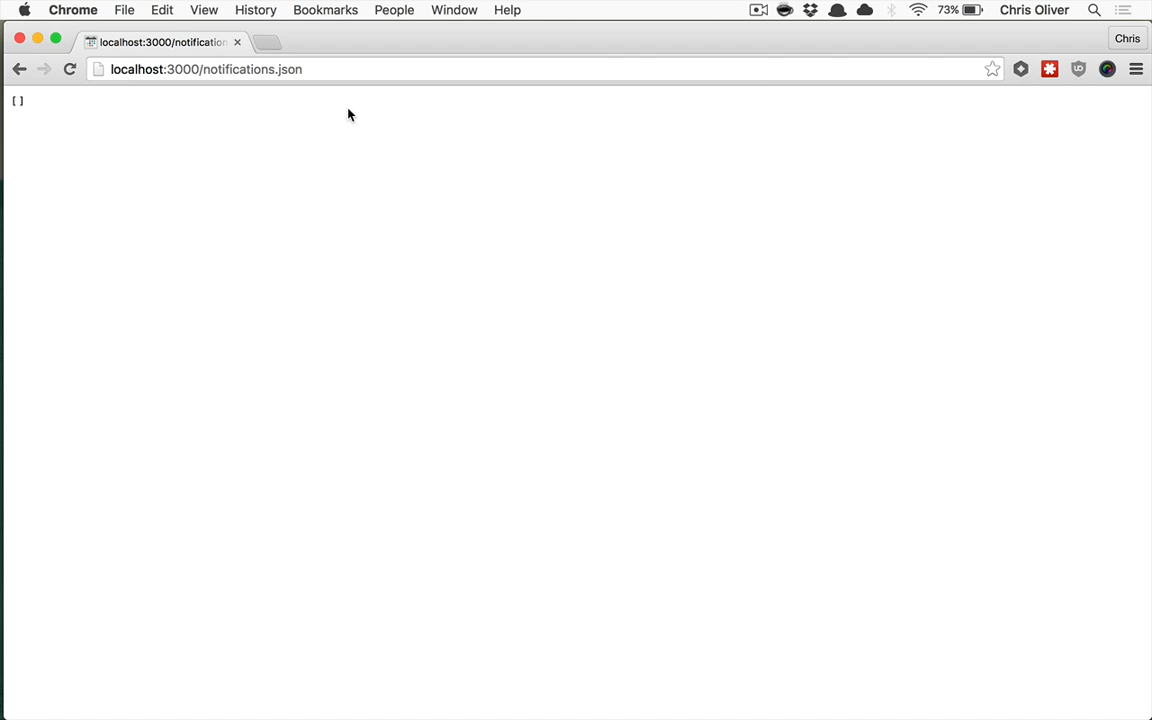 Chrome File Edit View History Bookmarks People Window Help 73% Chris Oliver
localhost:3000/notification Chris
localhost:3000/notifications.json
[]